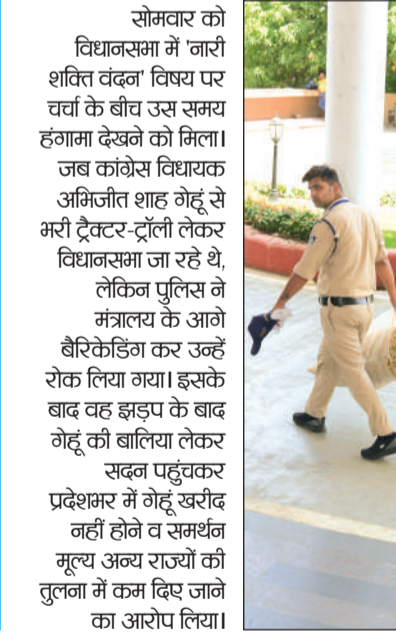 सोमवार को
विधानसभा में 'नारी
शक्ति वंदन' विषय पर
चर्चा के बीच उस समय
हंगामा देखने को मिला।
जब कांग्रेस विधायक
अभिजीत शाह गेहूं से
भरी ट्रैक्टर-ट्रॉली लेकर
विधानसभा जा रहे थे,
लेकिन पुलिस ने
मंत्रालय के आगे
बैरिकेडिंग कर उन्हें
रोक लिया गया। इसके
बाद वह झड़प के बाद
गेहूं की बालिया लेकर
सदन पहुंचकर
प्रदेशभर में गेहूं खरीद
नहीं होने व समर्थन
मूल्य अन्य राज्यों की
तुलना में कम दिए जाने
का आरोप लिया।